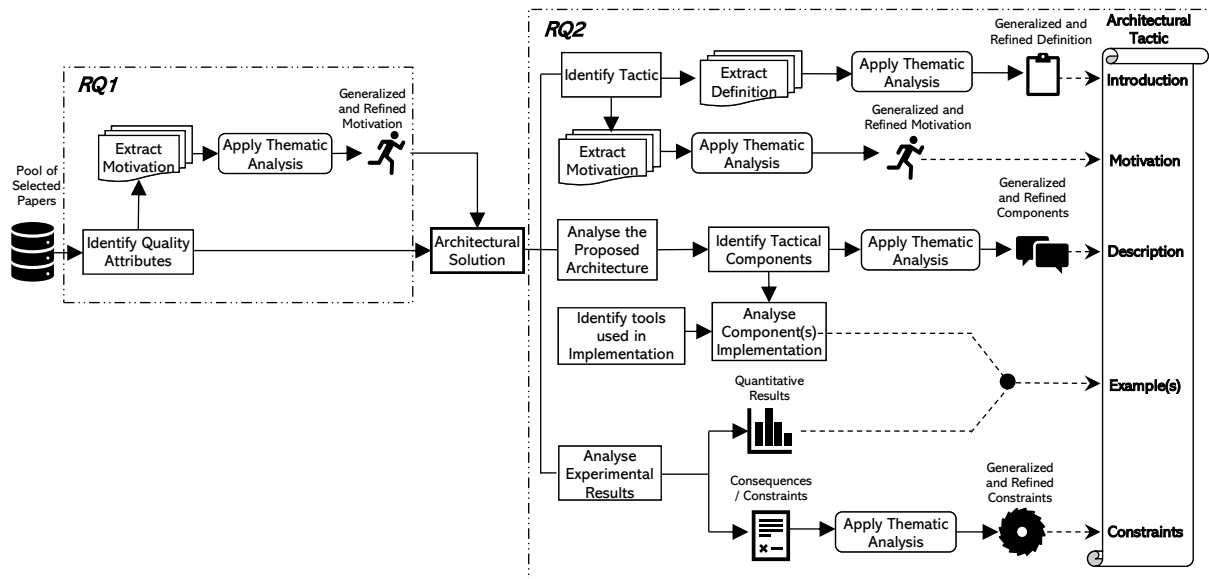 RQ1
Pool of
Selected
Papers
Extract
Motivation
Apply Thematic
Analysis
Generalized
and Refined
Motivation
Identify Quality
Attributes
Architectural
Solution
RQ2
Identify Tactic
Extract
Definition
Apply Thematic
Analysis
Generalized and
Refined Definition
Extract
Motivation
Apply Thematic
Analysis
Generalized and
Refined Motivation
Analyse the
Proposed
Architecture
Identify Tactical
Components
Apply Thematic
Analysis
Generalized
and Refined
Components
Identify tools
used in
Implementation
Analyse
Component(s)
Implementation
Quantitative
Results
Analyse
Experimental
Results
Consequences
/ Constraints
Apply Thematic
Analysis
Generalized
and Refined
Constraints
Architectural
Tactic
Introduction
Motivation
Description
Example(s)
Constraints